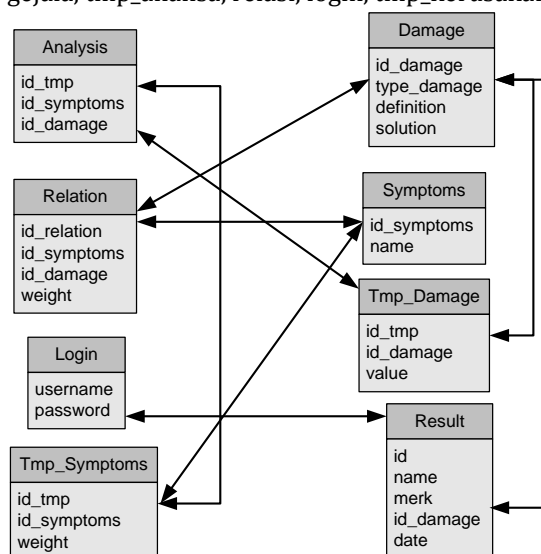 Analysis
id_tmp
id_symptoms
id_damage
Damage
id_damage
type_damage
definition
solution
Relation
id_relation
id_symptoms
id_damage
weight
Symptoms
id_symptoms
name
Tmp_Damage
id_tmp
id_damage
value
Login
username
password
Result
id
name
merk
id_damage
date
Tmp_Symptoms
id_tmp
id_symptoms
weight